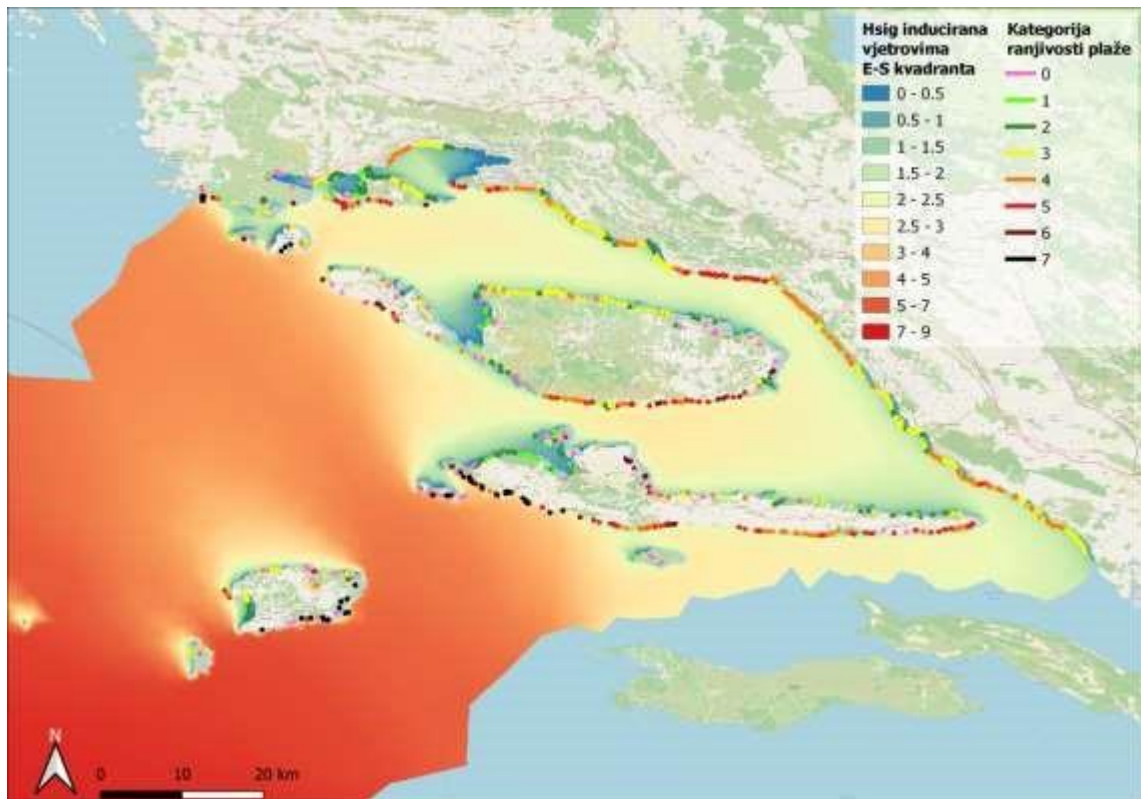 Hsig inducirana
vjetrovima
E-S kvadranta
0 - 0.5
0.5 - 1
1 - 1.5
1.5 - 2
2 - 2.5
2.5 - 3
3 - 4
4 - 5
5 - 7
7 - 9
Kategorija
ranjivosti plaže
0
1
2
3
4
5
6
7
N
0 10 20 km